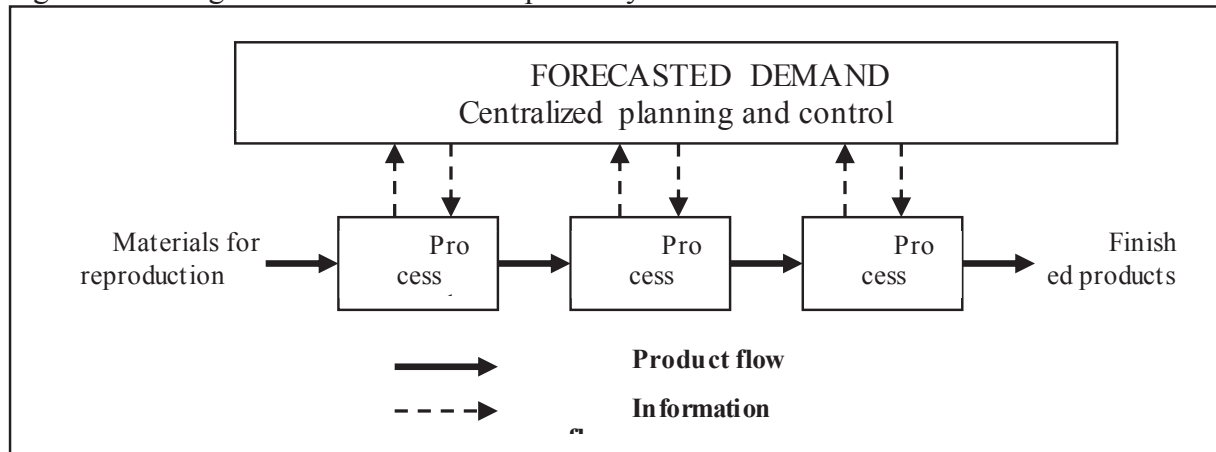 FORECASTED DEMAND
Centralized planning and control
Materials for
reproduction
Pro
cess
Pro
cess
Pro
cess
Finish
ed products
Product flow
Information